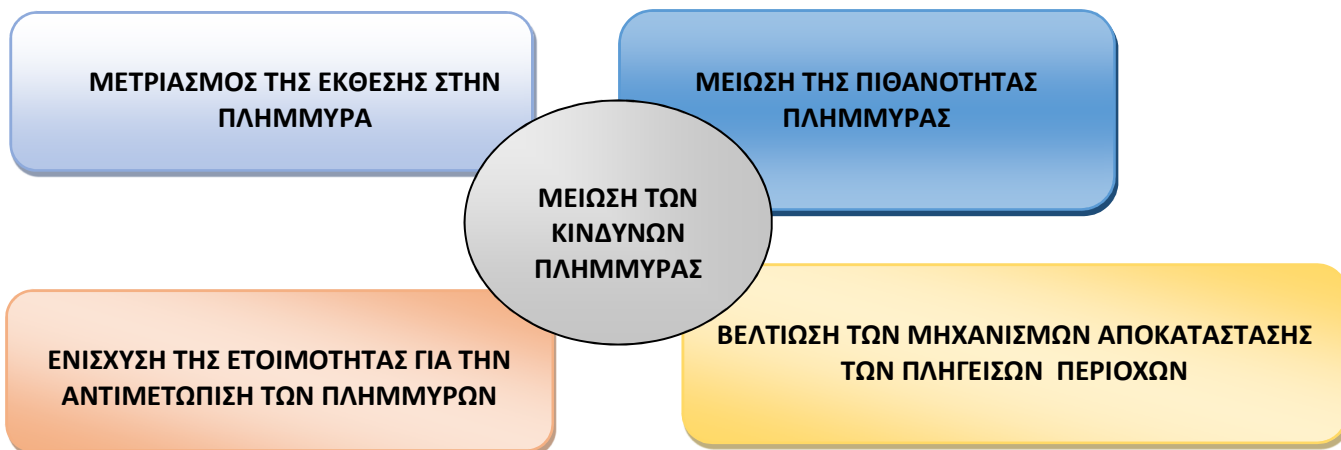 ΜΕΤΡΙΑΣΜΟΣ ΤΗΣ ΕΚΘΕΣΗΣ ΣΤΗΝ
ΠΛΗΜΜΥΡΑ
ΜΕΙΩΣΗ ΤΗΣ ΠΙΘΑΝΟΤΗΤΑΣ
ΠΛΗΜΜΥΡΑΣ
ΜΕΙΩΣΗ ΤΩΝ
ΚΙΝΔΥΝΩΝ
ΠΛΗΜΜΥΡΑΣ
ΕΝΙΣΧΥΣΗ ΤΗΣ ΕΤΟΙΜΟΤΗΤΑΣ ΓΙΑ ΤΗΝ
ΑΝΤΙΜΕΤΩΠΙΣΗ ΤΩΝ ΠΛΗΜΜΥΡΩΝ
ΒΕΛΤΙΩΣΗ ΤΩΝ ΜΗΧΑΝΙΣΜΩΝ ΑΠΟΚΑΤΑΣΤΑΣΗΣ
ΤΩΝ ΠΛΗΓΕΙΣΩΝ ΠΕΡΙΟΧΩΝ